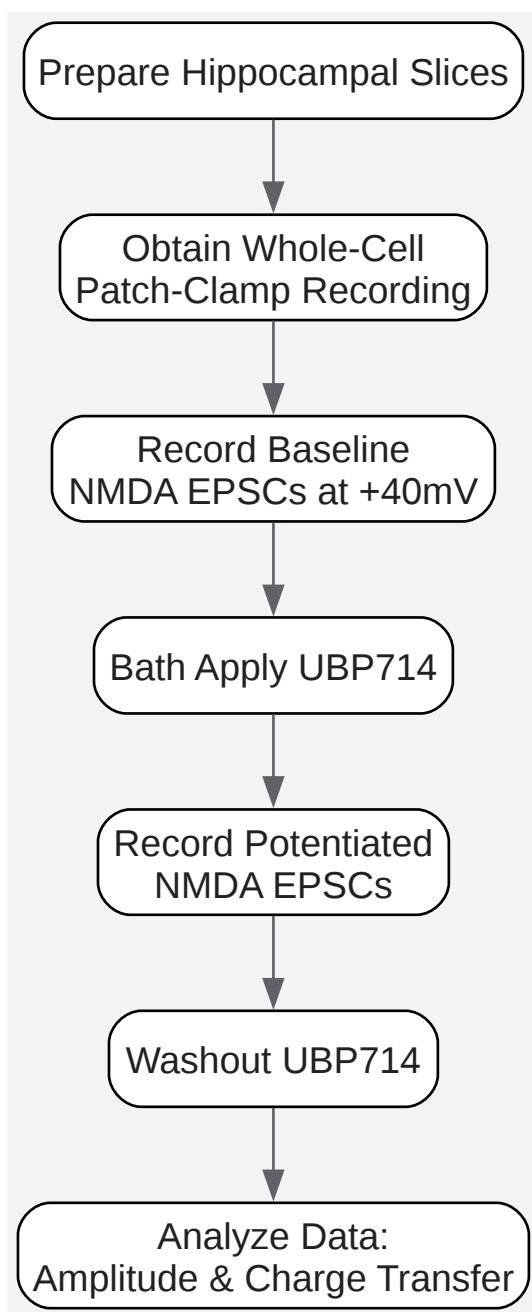 Prepare Hippocampal Slices
Obtain Whole-Cell
Patch-Clamp Recording
Record Baseline
NMDA EPSCs at +40mV
Bath Apply UBP714
Record Potentiated
NMDA EPSCs
Washout UBP714
Analyze Data:
Amplitude & Charge Transfer